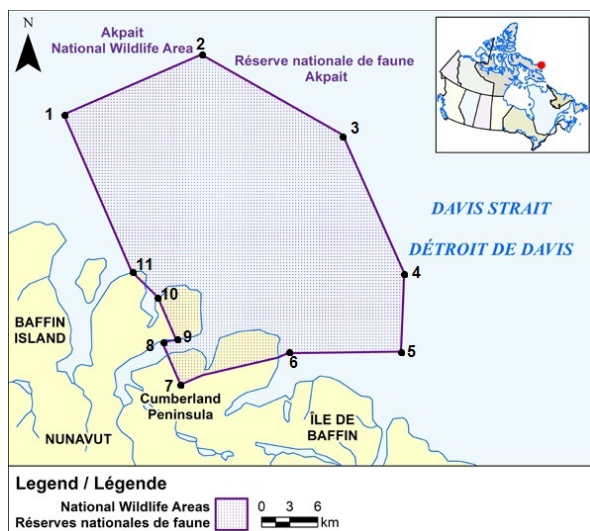 N
Akpait
National Wildlife Area
Réserve nationale de faune
Akpait
2
1
3
DAVIS STRAIT
DÉTROIT DE DAVIS
4
11
10
BAFFIN
ISLAND
8
9
6
5
7
Cumberland
Peninsula
ÎLE DE
BAFFIN
NUNAVUT
Legend / Légende
National Wildlife Areas
Réserves nationales de faune
0 3 6
km